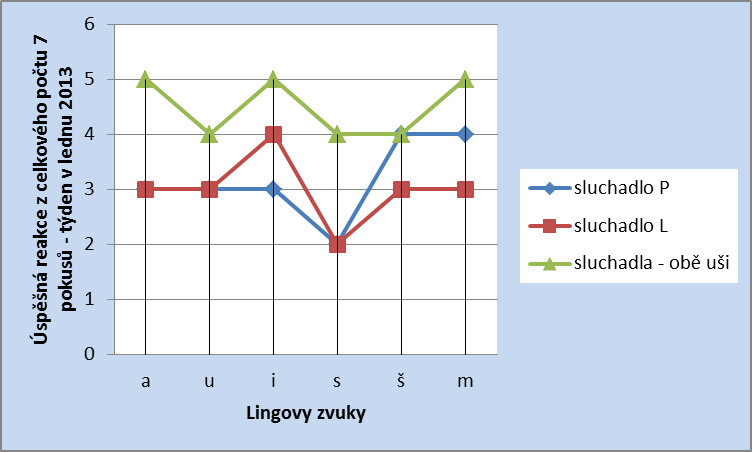 Úspěšná reakce z celkového počtu 7
pokusů - týden v lednu 2013
6
5
4
3
2
1
0
a u i s š m
Lingovy zvuky
sluchadlo P
sluchadlo L
sluchadla - obě uši